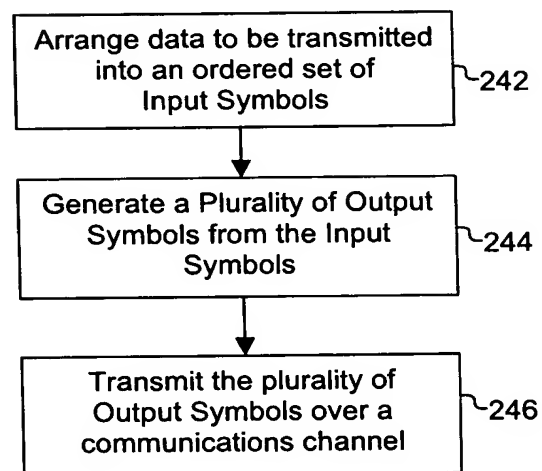 Arrange data to be transmitted
into an ordered set of
Input Symbols
242
Generate a Plurality of Output
Symbols from the Input
Symbols
244
Transmit the plurality of
Output Symbols over a
communications channel
246